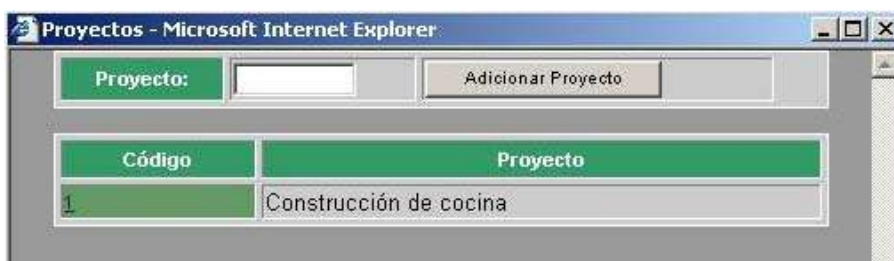 Proyectos - Microsoft Internet Explorer
Proyecto: Adicionar Proyecto
Código Proyecto
1 Construcción de cocina